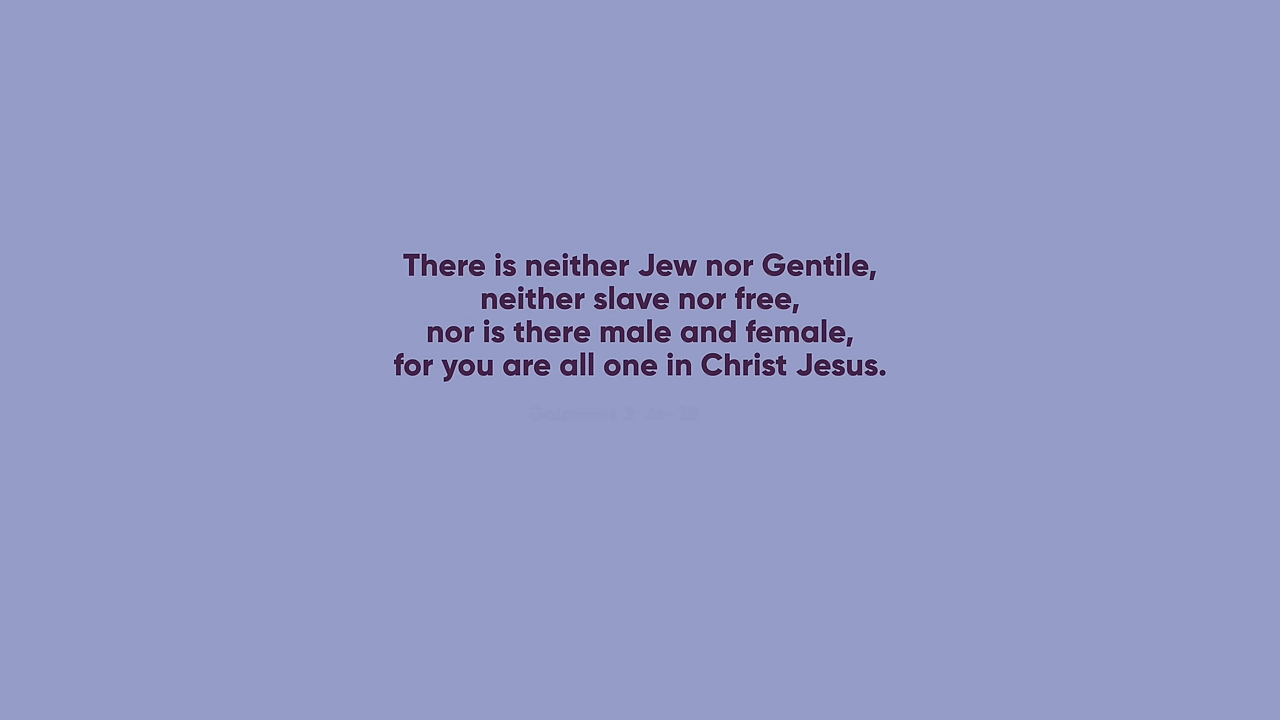 There is neither Jew nor Gentile,
neither slave nor free,
nor is there male and female,
for you are all one in Christ Jesus.